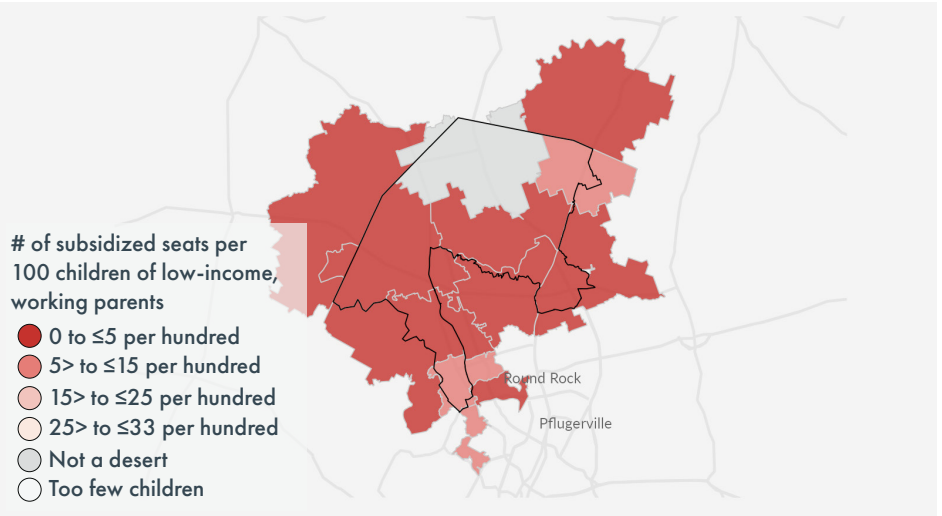 # of subsidized seats per
100 children of low-income,
working parents
0 to ≤5 per hundred
5> to ≤15 per hundred
15> to ≤25 per hundred
25> to ≤33 per hundred
Not a desert
Too few children
Round Rock
Pflugerville